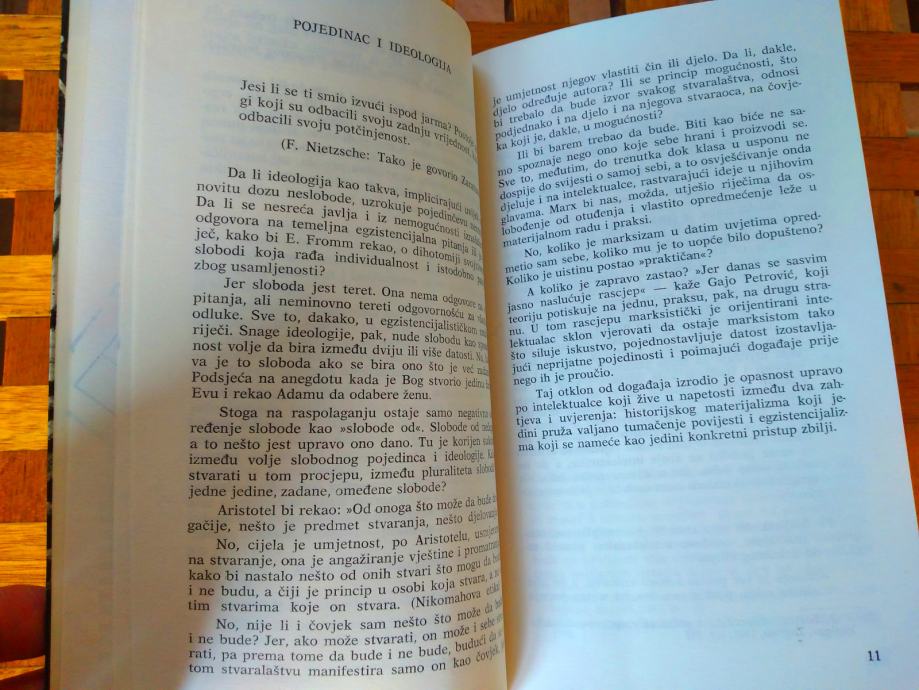 POJEDINAC I IDEOLOGIJA
Jesi li se ti smio izvući ispod jarma?
gi koji su odbacili svoju zadnju vrijednost,
odbacili svoju potčinjenost.
(F. Nietzsche: Tako je govorio
Da li ideologija kao takva, implicirajući
novitu dozu neslobode, uzrokuje pojedinčevu
Da li se nesreća javlja i iz nemogućnosti
odgovora na temeljna egzistencijalna pitanja ili je
ječ, kako bi E. Fromm rekao, o dihotomiji
slobodi koja rađa individualnost i istodobno
zbog usamljenosti?
Jer sloboda jest teret. Ona nema odgovore na
pitanja, ali neminovno tereti odgovornošću za
odluke. Sve to, dakako, u egzistencijalističkom
riječi. Snage ideologije, pak, nude slobodu kao
nost volje da bira između dviju ili više datosti. No,
va je to sloboda ako se bira ono što je već
Podsjeća na anegdotu kada je Bog stvorio jedinu
Evu i rekao Adamu da odabere ženu.
Stoga na raspolaganju ostaje samo negativno
ređenje slobode kao »slobode od«. Slobode od
a to nešto jest upravo ono dano. Tu je korijen
između volje slobodnog pojedinca i ideologije.
stvarati u tom procjepu, između pluraliteta slobode
jedne jedine, zadane, omeđene slobode?
Aristotel bi rekao: »Od onoga što može da bude
gačije, nešto je predmet stvaranja, nešto
No, cijela je umjetnost, po Aristotelu,
na stvaranje, ona je angažiranje vještine i
kako bi nastalo nešto od onih stvari što mogu da
i ne budu, a čiji je princip u osobi koja stvara, a
tim stvarima koje on stvara. (Nikomahova
No, nije li i čovjek sam nešto što može da
i ne bude? Jer, ako može stvarati, on može i sebe
rati, pa prema tome da bude i ne bude, budući da
tom stvaralaštvu manifestira samo on kao čovjek,
je umjetnost njegov vlastiti čin ili djelo. Da li, dakle,
djelo određuje autora? Ili se princip mogućnosti, što
bi trebalo da bude izvor svakog stvaralaštva, odnosi
podjednako i na djelo i na njegova stvaraoca, na čovje-
ka koji je, dakle, u mogućnosti?
Ili bi barem trebao da bude. Biti kao biće ne sa-
mo spoznaje nego ono koje sebe hrani i proizvodi se.
Sve to, međutim, do trenutka dok klasa u usponu ne
dospije do svijesti o samoj sebi, a to osvješćivanje onda
djeluje i na intelektualce, rastvarajući ideje u njihovim
glavama. Marx bi nas, možda, utješio riječima da os-
lobođenje od otuđenja i vlastito opredmećenje leže u
materijalnom radu i praksi.
No, koliko je marksizam u datim uvjetima opred-
metio sam sebe, koliko mu je to uopće bilo dopušteno?
Koliko je uistinu postao »praktičan«?
A koliko je zapravo zastao? »Jer danas se sasvim
jasno naslućuje rascjep« — kaže Gajo Petrović, koji
teoriju potiskuje na jednu, praksu, pak, na drugu stra-
nu. U tom rascjepu marksistički je orijentirani inte-
lektualac sklon vjerovati da ostaje marksistom tako
što siluje iskustvo, pojednostavljuje datost izostavlja-
jući neprijatne pojedinosti i poimajući događaje prije
nego ih je proučio.
Taj otklon od događaja izrodio je opasnost upravo
po intelektualce koji žive u napetosti između dva zah-
tjeva i uvjerenja: historijskog materijalizma koji je-
dini pruža valjano tumačenje povijesti i egzistencijaliz-
ma koji se nameće kao jedini konkretni pristup zbilji.
11